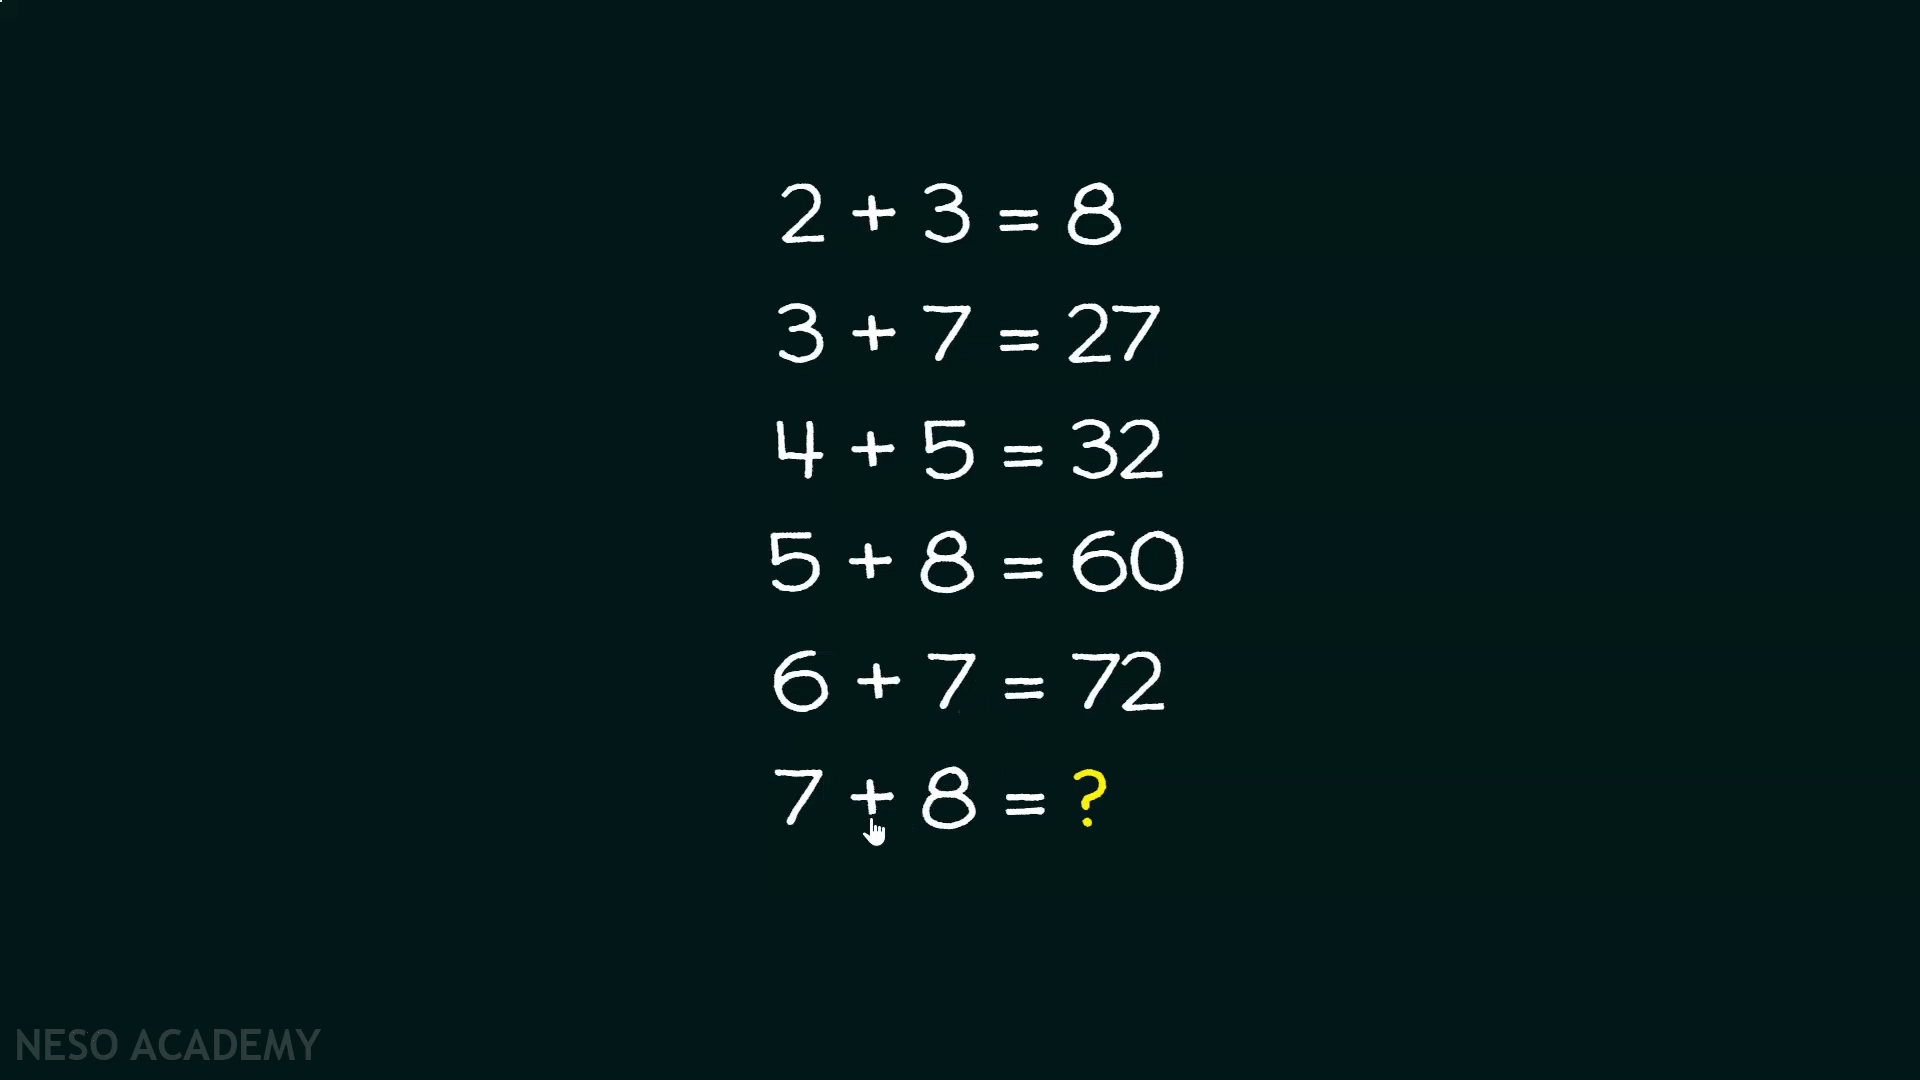 2 + 3 = 8
3 + 7 = 27
4 + 5 = 32
5 + 8 = 60
6 + 7 = 72
7 + 8 = ?
NESO ACADEMY